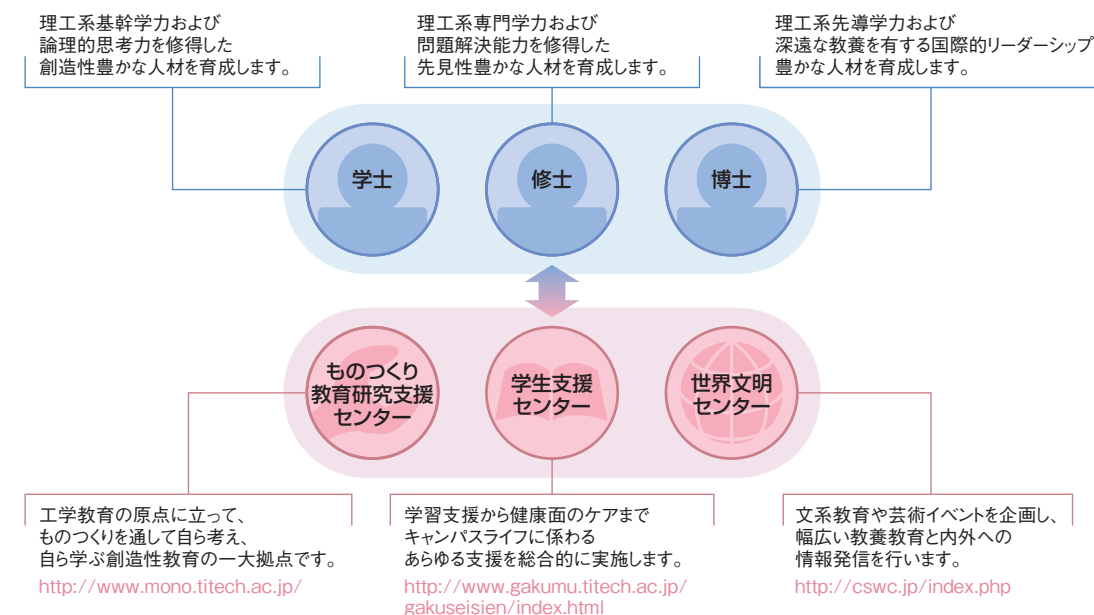 理工系基幹学力および
論理的思考力を修得した
創造性豊かな人材を育成します。
理工系専門学力および
問題解決能力を修得した
先見性豊かな人材を育成します。
理工系先導学力および
深遠な教養を有する国際的リーダーシップ
豊かな人材を育成します。
学士
修士
博士
ものつくり
教育研究支援
センター
学生支援
センター
世界文明
センター
工学教育の原点に立って、
ものつくりを通して自ら考え、
自ら学ぶ創造性教育の一大拠点です。
http://www.mono.titech.ac.jp/
学習支援から健康面のケアまで
キャンパスライフに係わる
あらゆる支援を総合的に実施します。
http://www.gakumu.titech.ac.jp/
gakuseisien/index.html
文系教育や芸術イベントを企画し、
幅広い教養教育と内外への
情報発信を行います。
http://cswc.jp/index.php